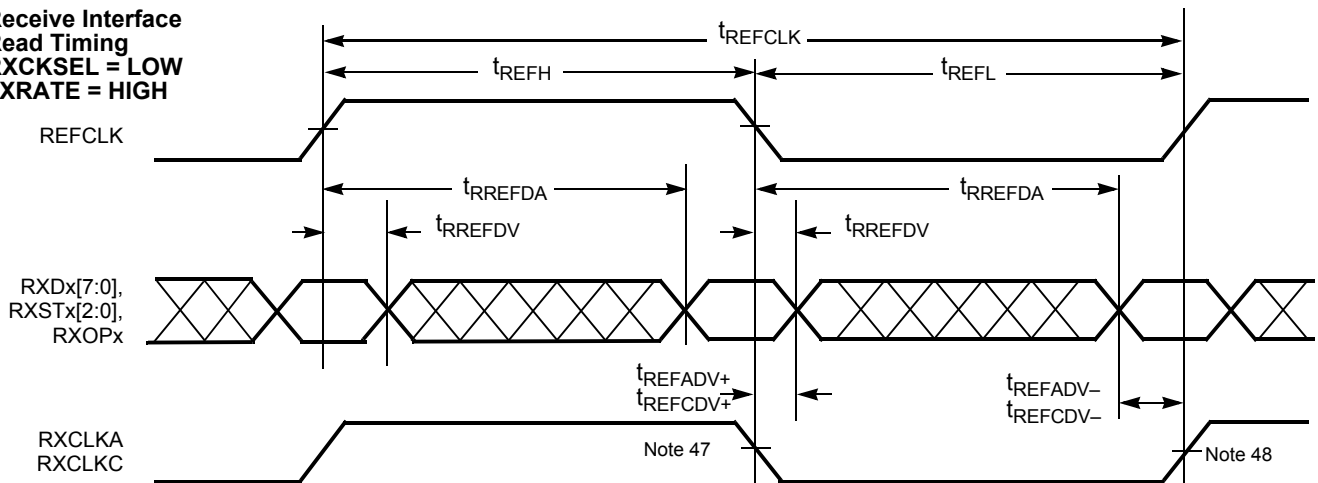 Receive Interface
Read Timing
RXCKSEL = LOW
XRATE = HIGH
tREFCLK
tREFH
tREFL
REFCLK
tRREFDA
tRREFDA
tRREFDV
tRREFDV
RXDx[7:0],
RXSTx[2:0],
RXOPx
tREFADV+
tREFCDV+
tREFADV–
tREFCDV–
RXCLKA
RXCLKC
Note 47
Note 48